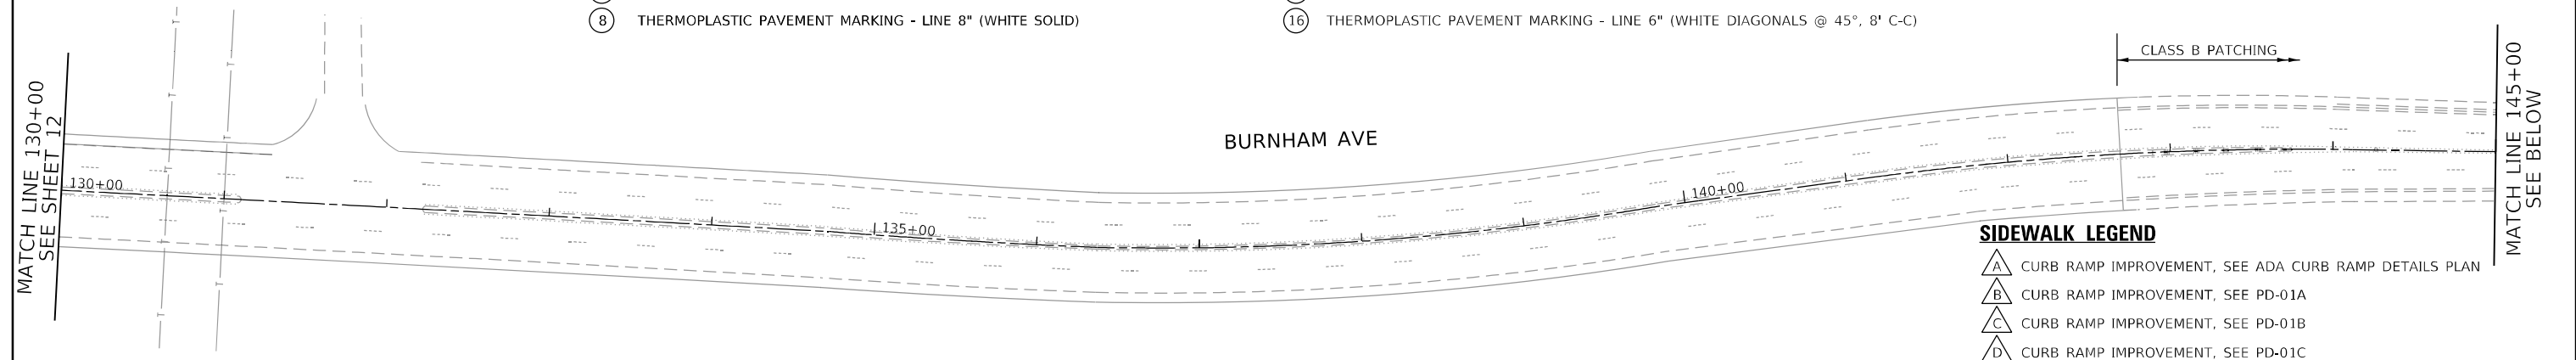 8 THERMOPLASTIC PAVEMENT MARKING - LINE 8" (WHITE SOLID)
16 THERMOPLASTIC PAVEMENT MARKING - LINE 6" (WHITE DIAGONALS @ 45°, 8' C-C)
CLASS B PATCHING
MATCH LINE 130+00
SEE SHEET 12
T
T
T
T
T
T
T
T
130+00
BURNHAM AVE
135+00
140+00
MATCH LINE 145+00
SEE BELOW
SIDEWALK LEGEND
A CURB RAMP IMPROVEMENT, SEE ADA CURB RAMP DETAILS PLAN
B CURB RAMP IMPROVEMENT, SEE PD-01A
C CURB RAMP IMPROVEMENT, SEE PD-01B
D CURB RAMP IMPROVEMENT, SEE PD-01C